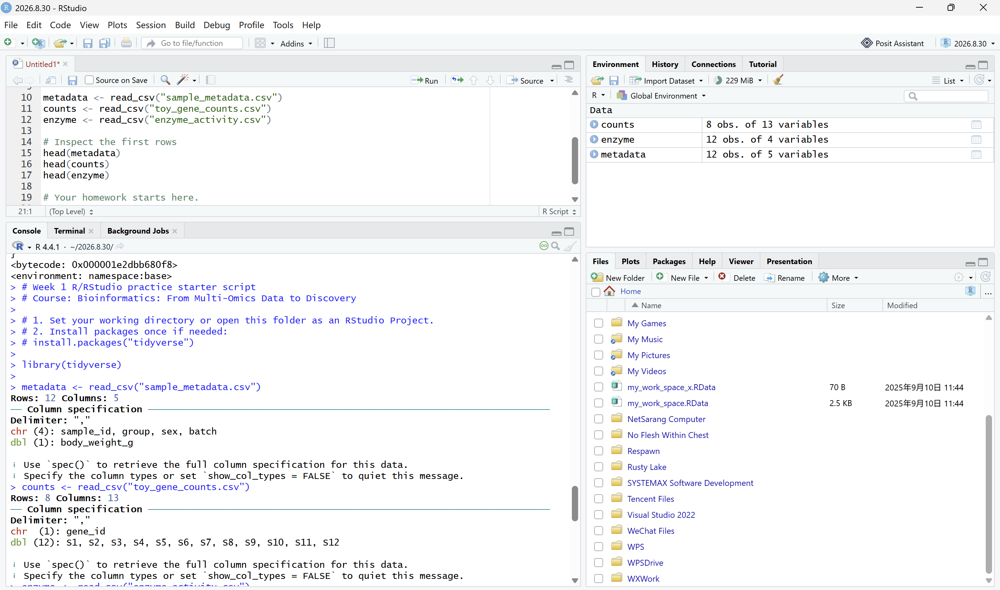 2026.8.30 - RStudio
File Edit Code View Plots Session Build Debug Profile Tools Help
Go to file/function Addins Posit Assistant 2026.8.30
Untitled1*
Source on Save Run Source
10 metadata <- read_csv("sample_metadata.csv")
11 counts <- read_csv("toy_gene_counts.csv")
12 enzyme <- read_csv("enzyme_activity.csv")
13
14 # Inspect the first rows
15 head(metadata)
16 head(counts)
17 head(enzyme)
18
19 # Your homework starts here.
21:1 (Top Level) R Script
Console Terminal Background Jobs
R 4.4.1 · ~/2026.8.30/
}
<bytecode: 0x000001e2dbb680f8>
<environment: namespace:base>
> # Week 1 R/RStudio practice starter script
> # Course: Bioinformatics: From Multi-Omics Data to Discovery
>
> # 1. Set your working directory or open this folder as an RStudio Project.
> # 2. Install packages once if needed:
> # install.packages("tidyverse")
>
> library(tidyverse)
>
> metadata <- read_csv("sample_metadata.csv")
Rows: 12 Columns: 5
── Column specification ──
Delimiter: ","
chr (4): sample_id, group, sex, batch
dbl (1): body_weight_g
i Use `spec()` to retrieve the full column specification for this data.
i Specify the column types or set `show_col_types = FALSE` to quiet this message.
> counts <- read_csv("toy_gene_counts.csv")
Rows: 8 Columns: 13
── Column specification ──
Delimiter: ","
chr (1): gene_id
dbl (12): S1, S2, S3, S4, S5, S6, S7, S8, S9, S10, S11, S12
i Use `spec()` to retrieve the full column specification for this data.
i Specify the column types or set `show_col_types = FALSE` to quiet this message.
> enzyme <- read_csv("enzyme_activity.csv")
Environment History Connections Tutorial
Import Dataset 229 MiB List
R Global Environment
Data
counts 8 obs. of 13 variables
enzyme 12 obs. of 4 variables
metadata 12 obs. of 5 variables
Files Plots Packages Help Viewer Presentation
New Folder New File Delete Rename More
Home ...
Name Size Modified
My Games
My Music
My Pictures
My Videos
my_work_space_x.RData 70 B 2025年9月10日 11:44
my_work_space.RData 2.5 KB 2025年9月10日 11:44
NetSarang Computer
No Flesh Within Chest
Respawn
Rusty Lake
SYSTEMAX Software Development
Tencent Files
Visual Studio 2022
WeChat Files
WPS
WPSDrive
WXWork